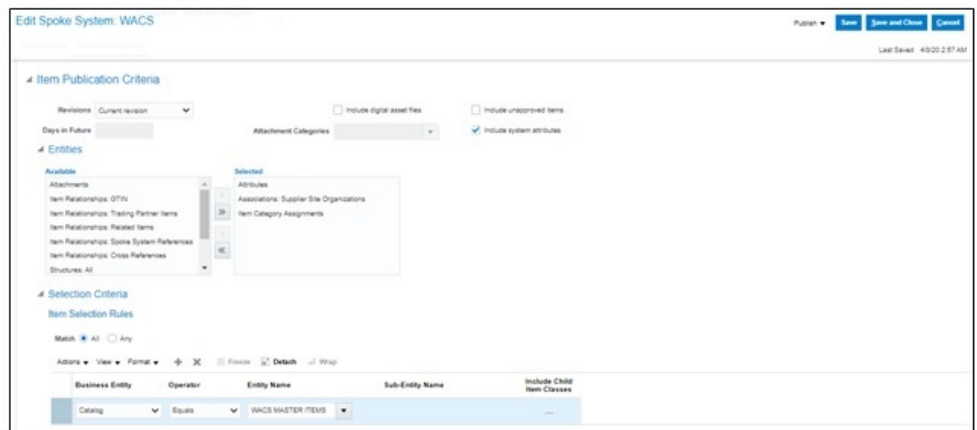 Edit Spoke System: WACS
Publish Save Save and Close Cancel
Last Saved 4/9/20 2:57 AM
Item Publication Criteria
Revisions Current revision Include digital asset files Include unapproved items
Days in Future Attachment Categories Include system attributes
Entities
Available Selected
Attachments Attributes
Item Relationships: GTIN Associations: Supplier Site Organizations
Item Relationships: Trading Partner Items Item Category Assignments
Item Relationships: Related Items
Item Relationships: Spoke System References
Item Relationships: Cross References
Structures: All
Selection Criteria
Item Selection Rules
Match All Any
Actions View Format Freeze Detach Wrap
Business Entity Operator Entity Name Sub-Entity Name Include Child
Item Classes
Catalog Equals WACS MASTER ITEMS